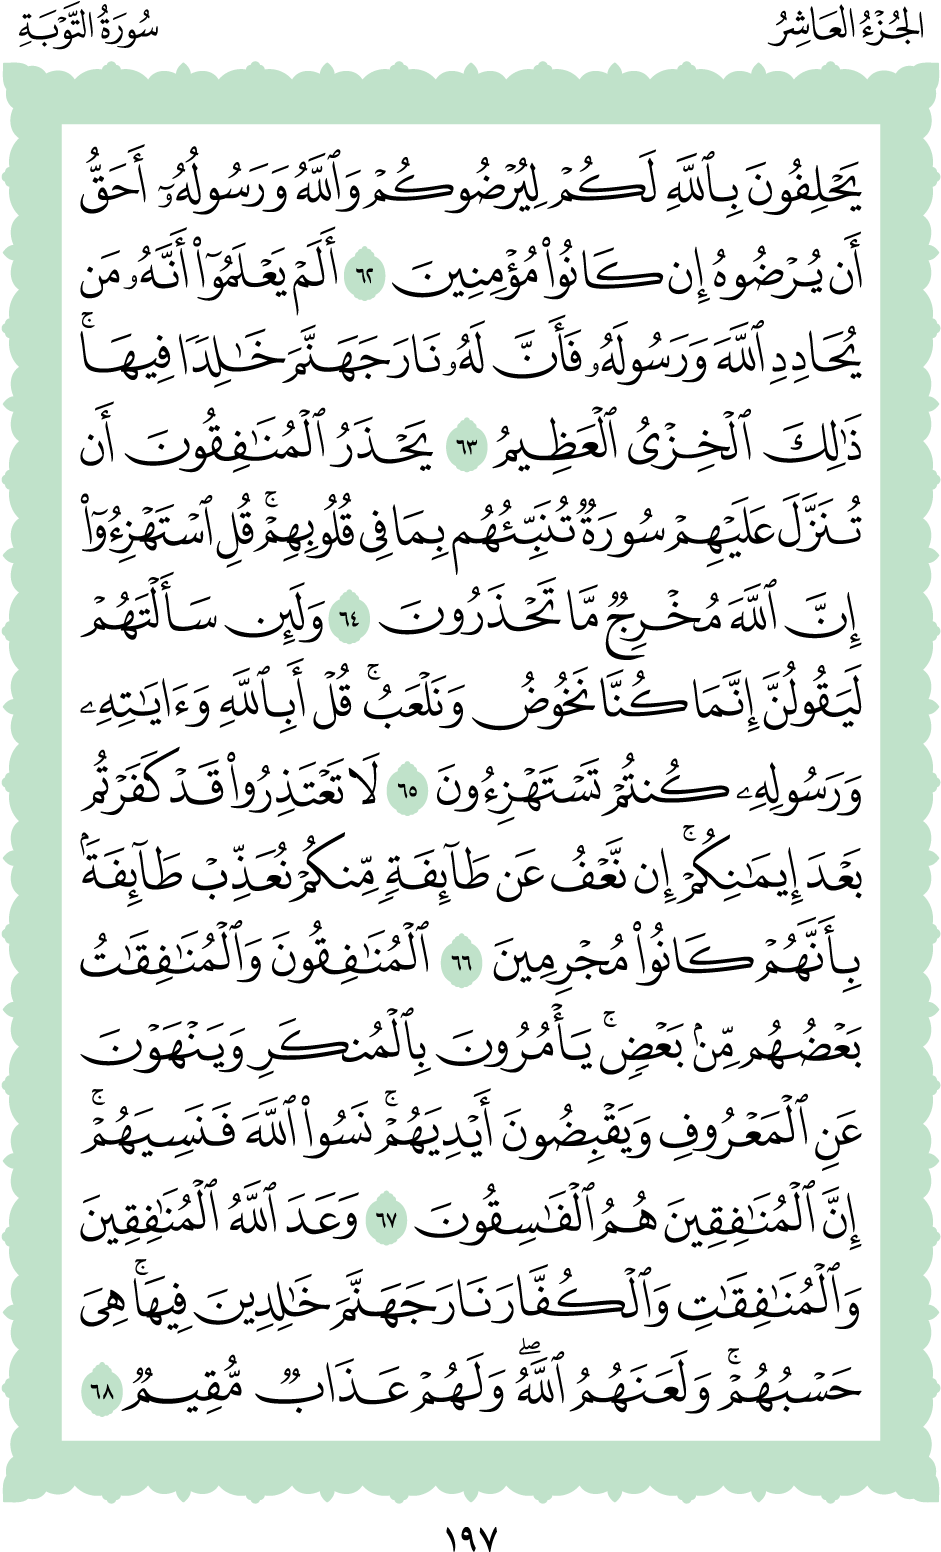 الجُزْءُ العَاشِرُ
سُورَةُ التَّوْبَةِ
يَحْلِفُونَ بِٱللَّهِ لَكُمْ لِيُرْضُوكُمْ وَٱللَّهُ وَرَسُولُهُۥٓ أَحَقُّ
أَن يُرْضُوهُ إِن كَانُوا۟ مُؤْمِنِينَ ٦٢ أَلَمْ يَعْلَمُوٓا۟ أَنَّهُۥ مَن
يُحَادِدِ ٱللَّهَ وَرَسُولَهُۥ فَأَنَّ لَهُۥ نَارَ جَهَنَّمَ خَـٰلِدًا فِيهَا ۚ
ذَٰلِكَ ٱلْخِزْىُ ٱلْعَظِيمُ ٦٣ يَحْذَرُ ٱلْمُنَـٰفِقُونَ أَن
تُنَزَّلَ عَلَيْهِمْ سُورَةٌ تُنَبِّئُهُم بِمَا فِى قُلُوبِهِمْ ۚ قُلِ ٱسْتَهْزِءُوٓا۟
إِنَّ ٱللَّهَ مُخْرِجٌ مَّا تَحْذَرُونَ ٦٤ وَلَئِن سَأَلْتَهُمْ
لَيَقُولُنَّ إِنَّمَا كُنَّا نَخُوضُ وَنَلْعَبُ ۚ قُلْ أَبِٱللَّهِ وَءَايَـٰتِهِۦ
وَرَسُولِهِۦ كُنتُمْ تَسْتَهْزِءُونَ ٦٥ لَا تَعْتَذِرُوا۟ قَدْ كَفَرْتُم
بَعْدَ إِيمَـٰنِكُمْ ۚ إِن نَّعْفُ عَن طَآئِفَةٍ مِّنكُمْ نُعَذِّبْ طَآئِفَةًۢ
بِأَنَّهُمْ كَانُوا۟ مُجْرِمِينَ ٦٦ ٱلْمُنَـٰفِقُونَ وَٱلْمُنَـٰفِقَـٰتُ
بَعْضُهُم مِّنۢ بَعْضٍ ۚ يَأْمُرُونَ بِٱلْمُنكَرِ وَيَنْهَوْنَ
عَنِ ٱلْمَعْرُوفِ وَيَقْبِضُونَ أَيْدِيَهُمْ ۚ نَسُوا۟ ٱللَّهَ فَنَسِيَهُمْ ۚ
إِنَّ ٱلْمُنَـٰفِقِينَ هُمُ ٱلْفَـٰسِقُونَ ٦٧ وَعَدَ ٱللَّهُ ٱلْمُنَـٰفِقِينَ
وَٱلْمُنَـٰفِقَـٰتِ وَٱلْكُفَّارَ نَارَ جَهَنَّمَ خَـٰلِدِينَ فِيهَا ۚ هِىَ
حَسْبُهُمْ ۚ وَلَعَنَهُمُ ٱللَّهُ ۖ وَلَهُمْ عَذَابٌ مُّقِيمٌ ٦٨
١٩٧